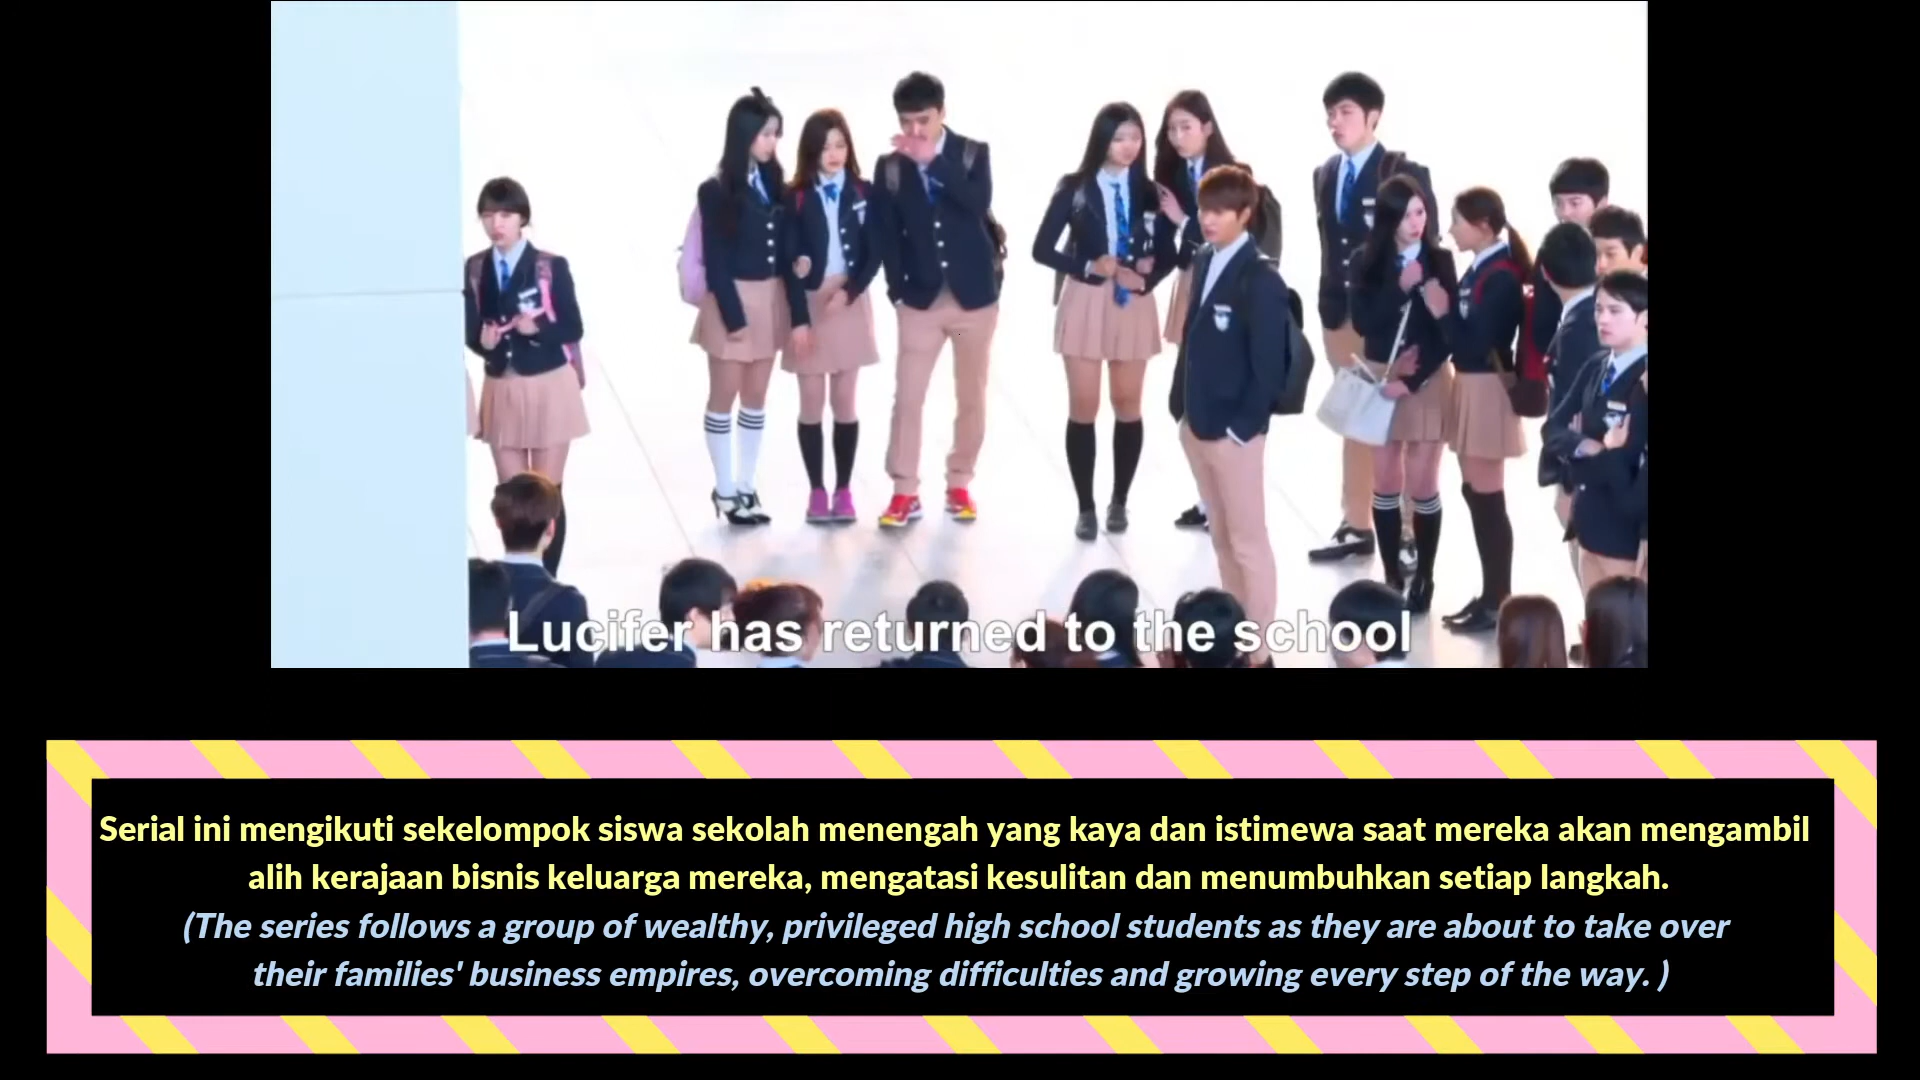 Lucifer has returned to the school
Serial ini mengikuti sekelompok siswa sekolah menengah yang kaya dan istimewa saat mereka akan mengambil
alih kerajaan bisnis keluarga mereka, mengatasi kesulitan dan menumbuhkan setiap langkah.
(The series follows a group of wealthy, privileged high school students as they are about to take over
their families' business empires, overcoming difficulties and growing every step of the way. )